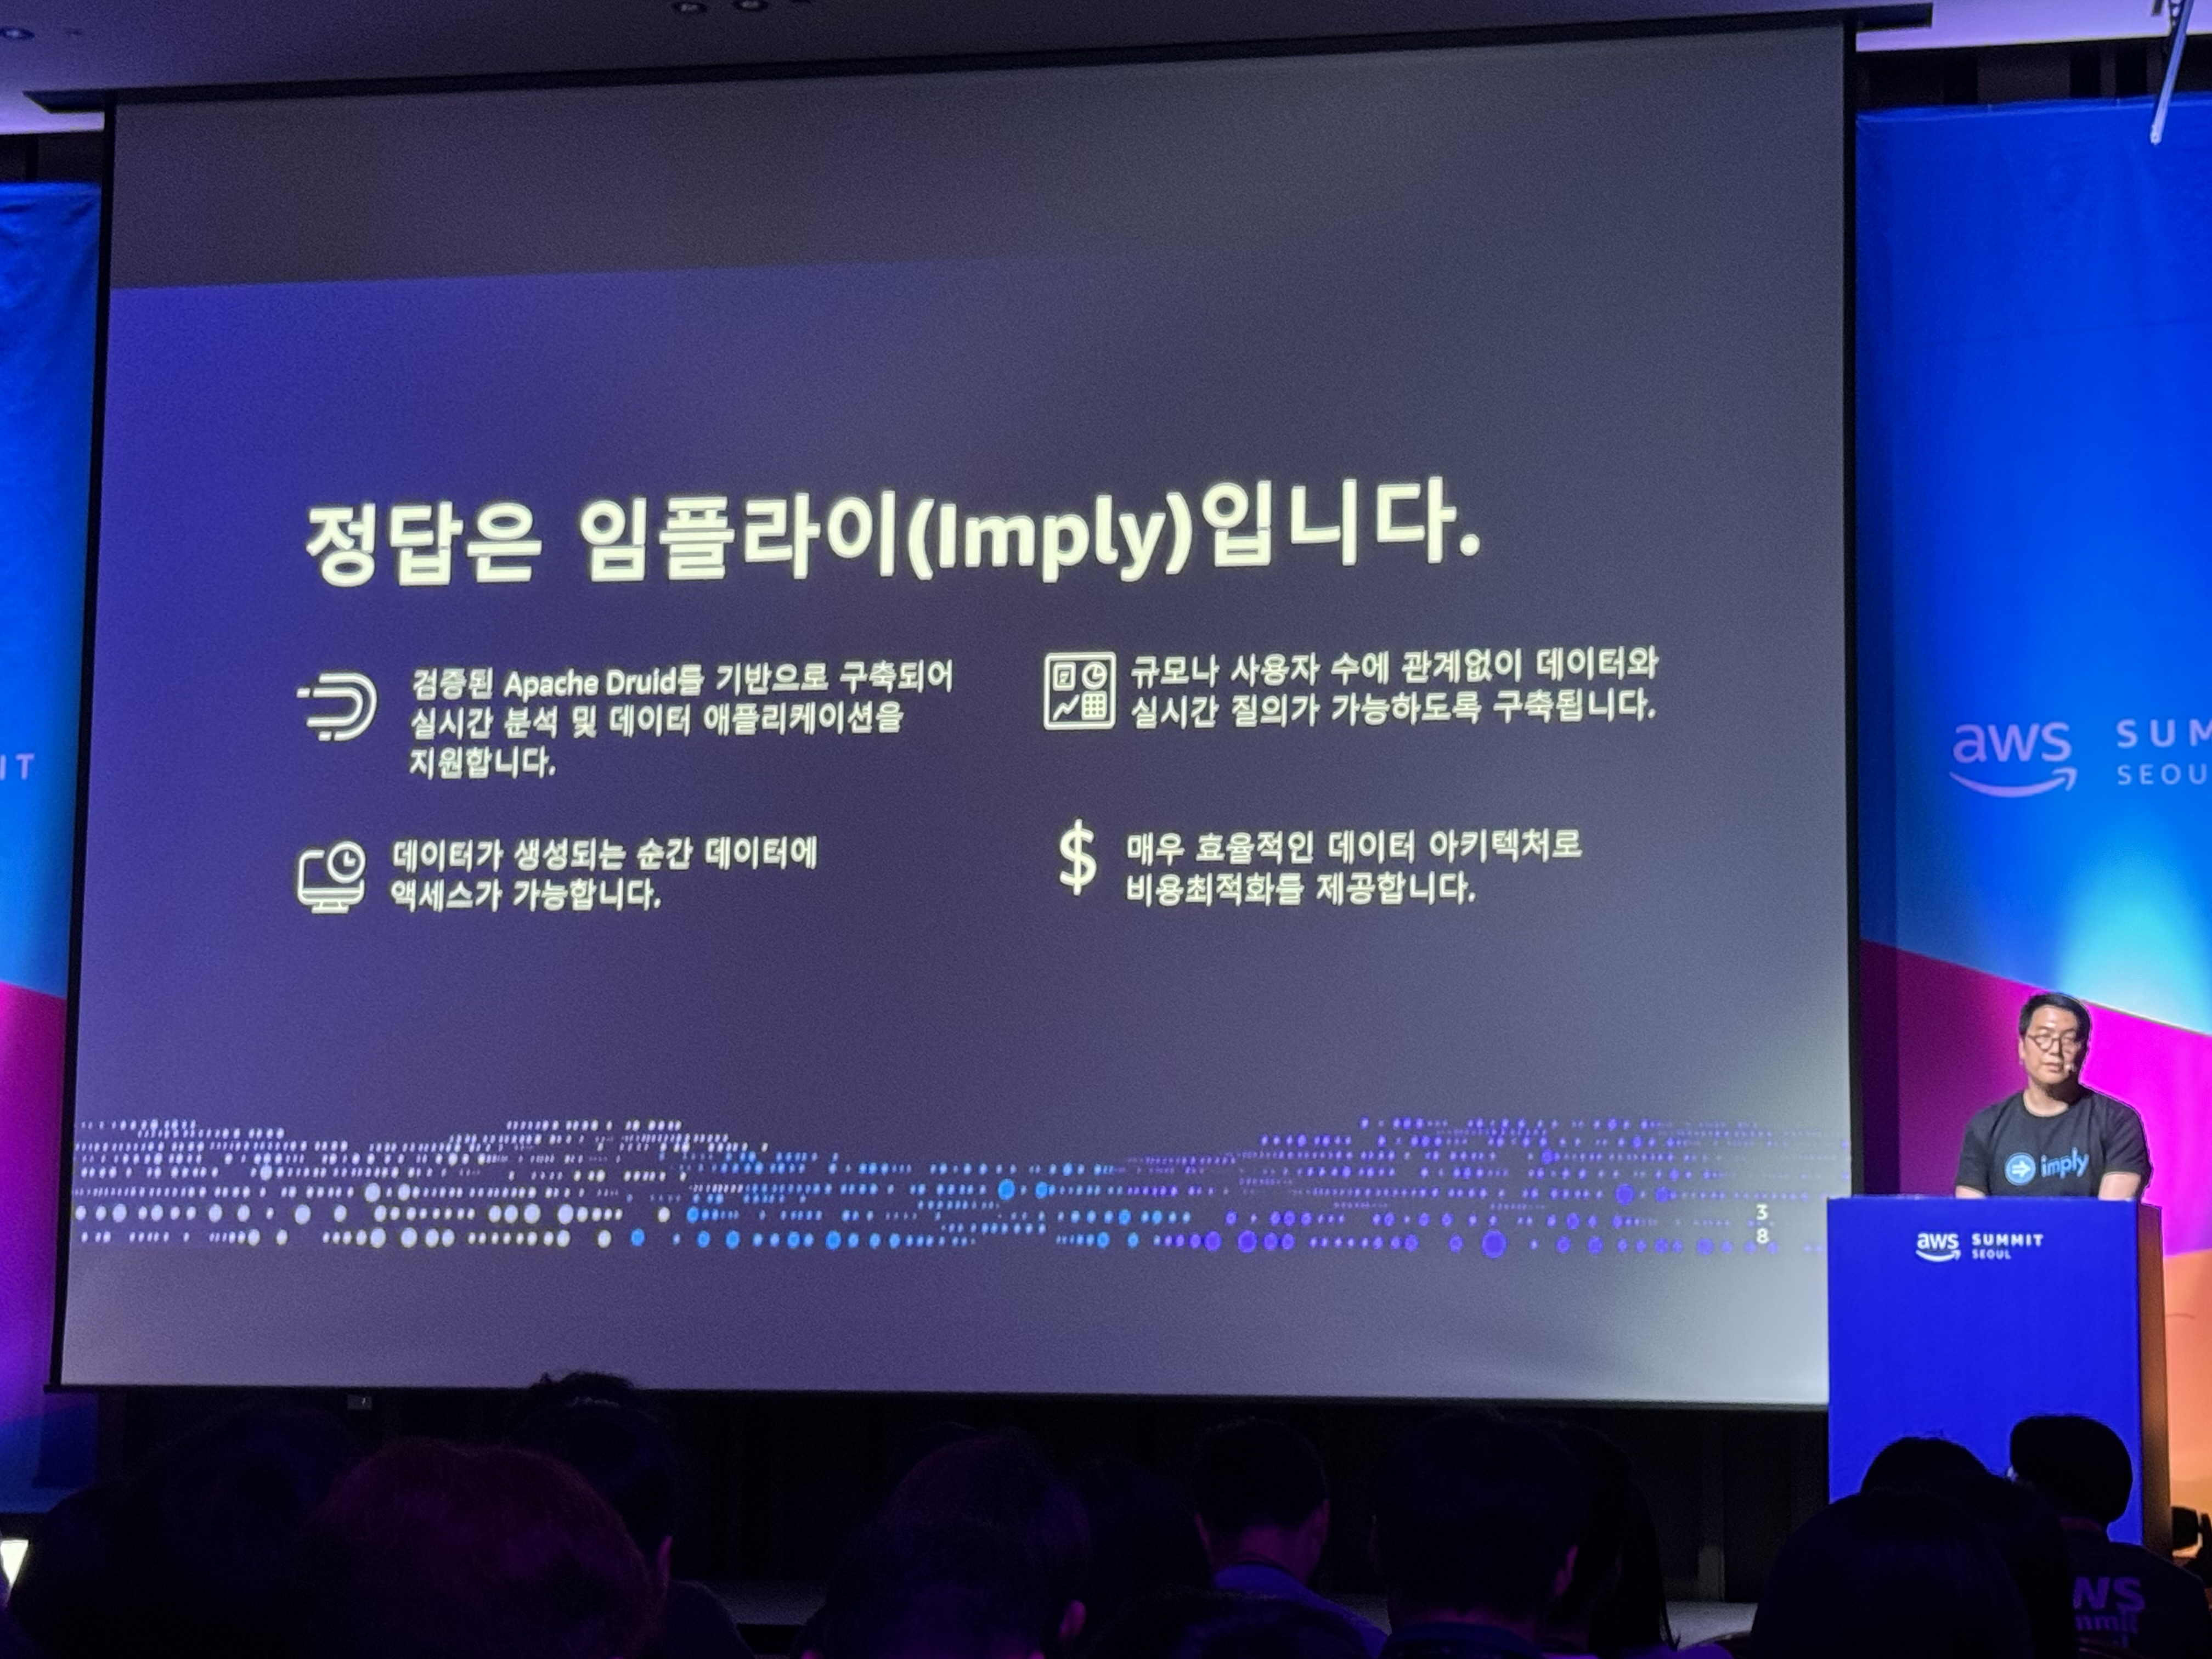 정답은 임플라이(Imply)입니다.
검증된 Apache Druid를 기반으로 구축되어
실시간 분석 및 데이터 애플리케이션을
지원합니다.
규모나 사용자 수에 관계없이 데이터와
실시간 질의가 가능하도록 구축됩니다.
데이터가 생성되는 순간 데이터에
액세스가 가능합니다.
$
매우 효율적인 데이터 아키텍처로
비용최적화를 제공합니다.
3
8
IT
aws SUM
SEOU
imply
aws SUMMIT
SEOUL
WS
mmit